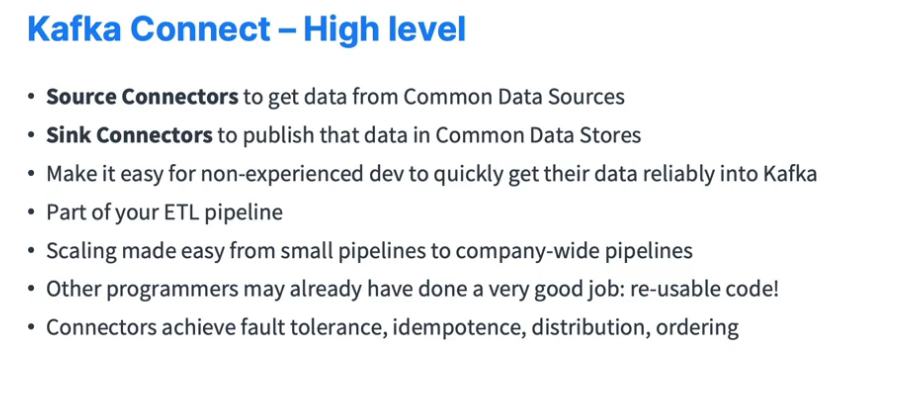 Kafka Connect – High level
• Source Connectors to get data from Common Data Sources
• Sink Connectors to publish that data in Common Data Stores
• Make it easy for non-experienced dev to quickly get their data reliably into Kafka
• Part of your ETL pipeline
• Scaling made easy from small pipelines to company-wide pipelines
• Other programmers may already have done a very good job: re-usable code!
• Connectors achieve fault tolerance, idempotence, distribution, ordering